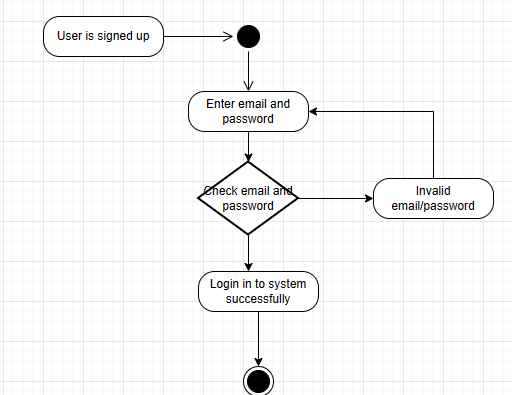 User is signed up
Enter email and
password
Check email and
password
Invalid
email/password
Login in to system
successfully